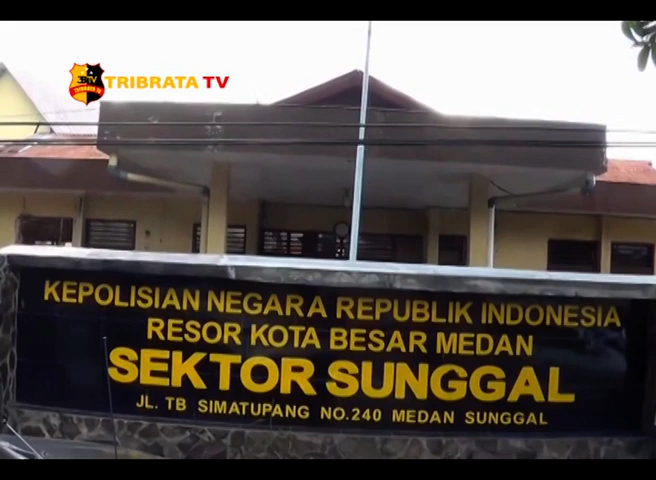 TRIBRATA TV
KEPOLISIAN NEGARA REPUBLIK INDONESIA
RESOR KOTA BESAR MEDAN
SEKTOR SUNGGAL
JL. TB SIMATUPANG NO.240 MEDAN SUNGGAL